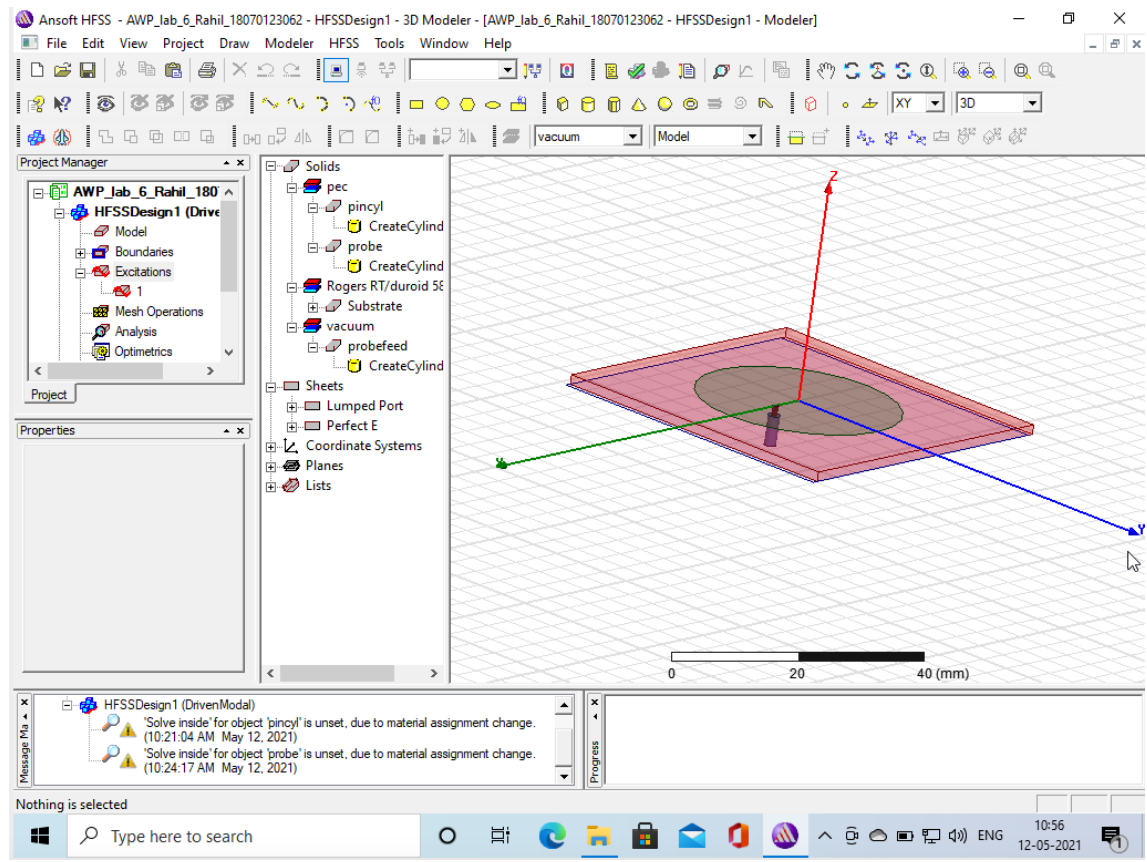 Ansoft HFSS - AWP_lab_6_Rahil_18070123062 - HFSSDesign1 - 3D Modeler - [AWP_lab_6_Rahil_18070123062 - HFSSDesign1 - Modeler]
File Edit View Project Draw Modeler HFSS Tools Window Help
XY 3D
vacuum Model
Project Manager
AWP_lab_6_Rahil_180
HFSSDesign1 (Drive
Model
Boundaries
Excitations
1
Mesh Operations
Analysis
Optimetrics
Project
Properties
Solids
pec
pincyl
CreateCylind
probe
CreateCylind
Rogers RT/duroid 58
Substrate
vacuum
probefeed
CreateCylind
Sheets
Lumped Port
Perfect E
Coordinate Systems
Planes
Lists
Z
X
Y
0 20 40 (mm)
Message Ma
HFSSDesign1 (DrivenModal)
'Solve inside' for object 'pincyl' is unset, due to material assignment change.
(10:21:04 AM May 12, 2021)
'Solve inside' for object 'probe' is unset, due to material assignment change.
(10:24:17 AM May 12, 2021)
Progress
Nothing is selected
Type here to search
ENG
10:56
12-05-2021
1